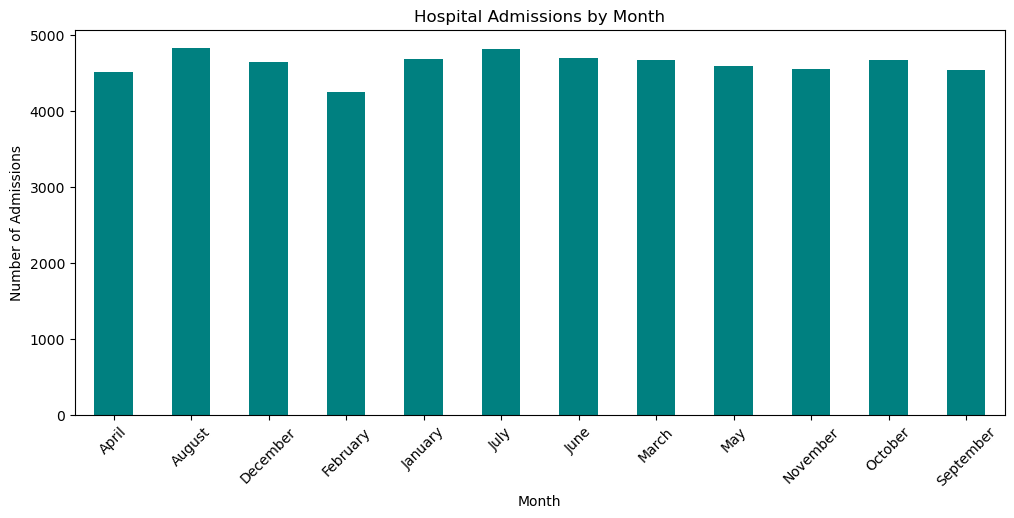 Hospital Admissions by Month
Number of Admissions
5000
4000
3000
2000
1000
0
April
August
December
February
January
July
June
March
May
November
October
September
Month